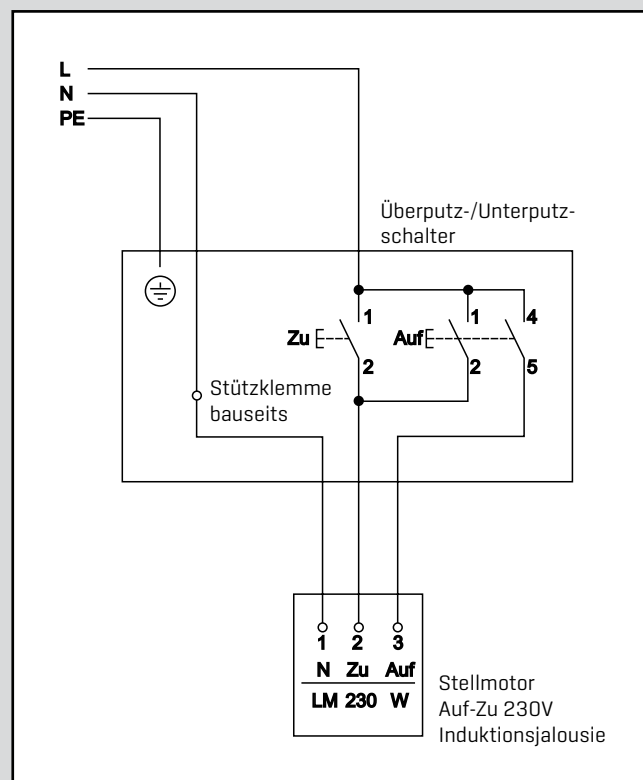 L
N
PE
Überputz-/Unterputz-
schalter
1
1
4
Zu
Auf
2
2
5
Stützklemme
bauseits
1 2 3
N Zu Auf
LM 230 W
Stellmotor
Auf-Zu 230V
Induktionsjalousie